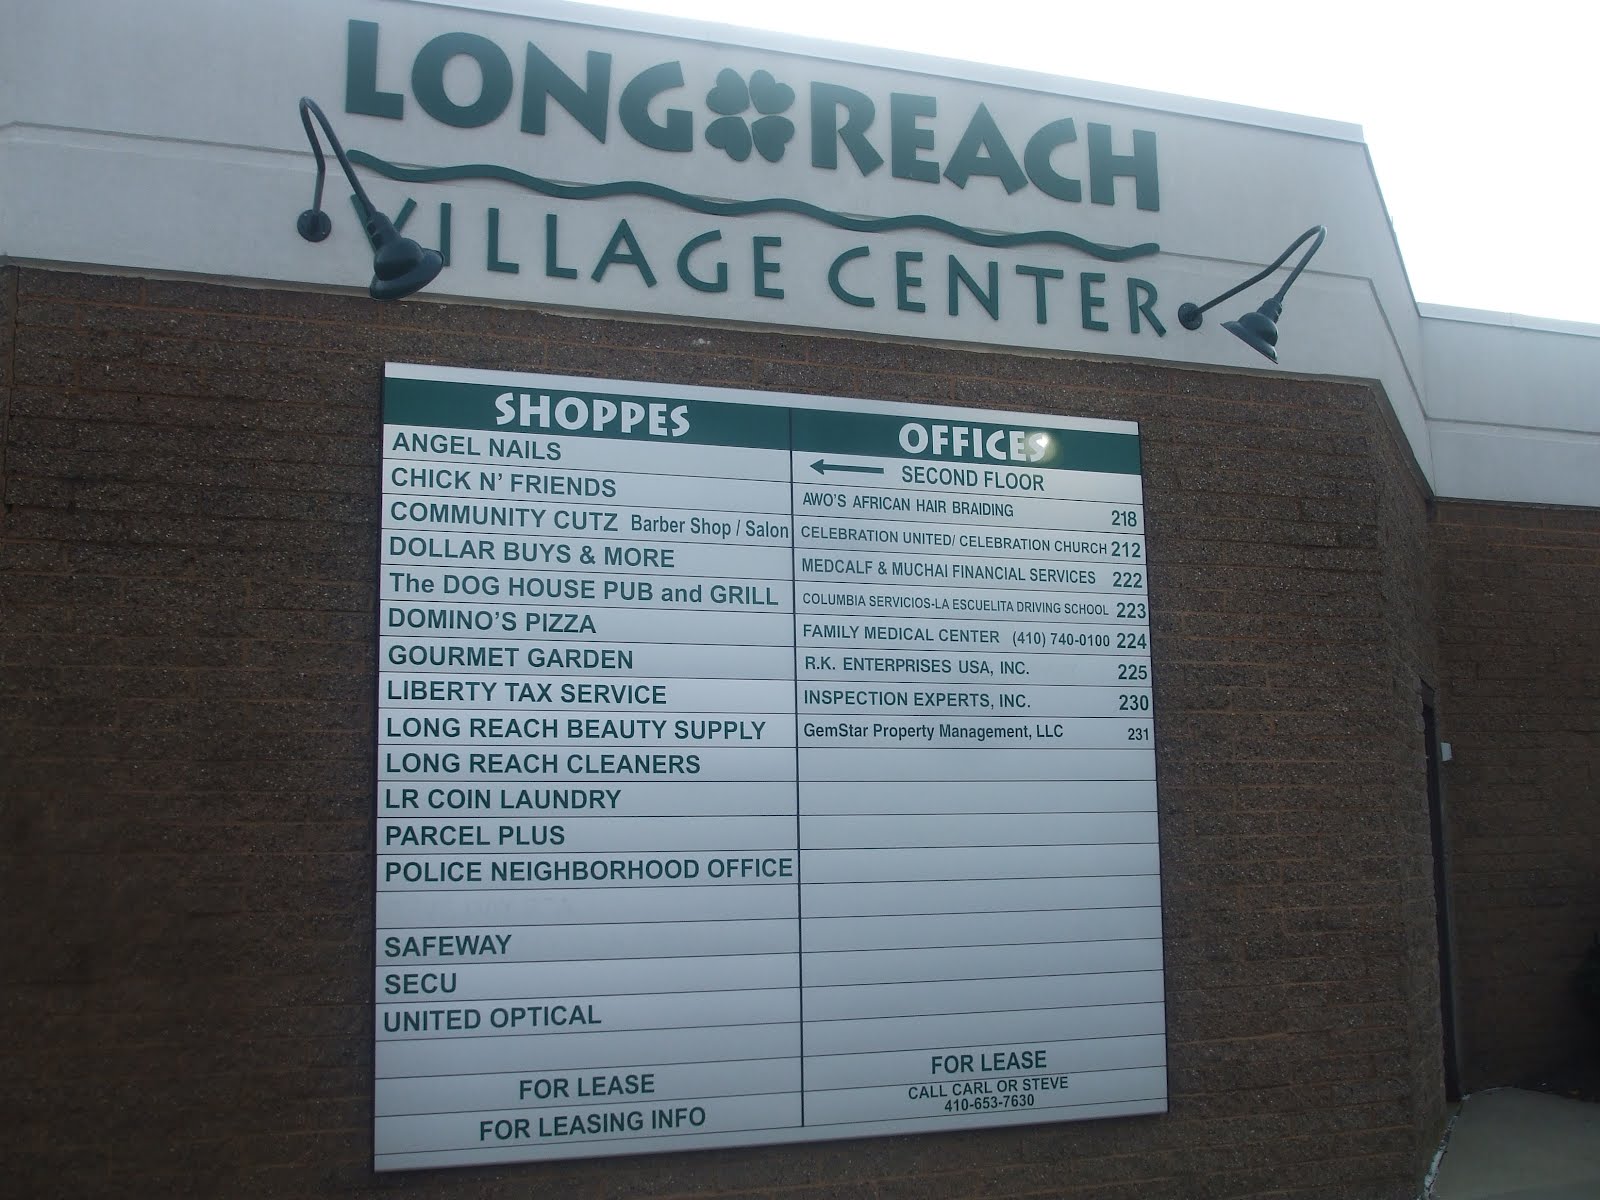 LONG REACH
VILLAGE CENTER
SHOPPES
ANGEL NAILS
CHICK N' FRIENDS
COMMUNITY CUTZ Barber Shop / Salon
DOLLAR BUYS & MORE
The DOG HOUSE PUB and GRILL
DOMINO'S PIZZA
GOURMET GARDEN
LIBERTY TAX SERVICE
LONG REACH BEAUTY SUPPLY
LONG REACH CLEANERS
LR COIN LAUNDRY
PARCEL PLUS
POLICE NEIGHBORHOOD OFFICE
SAFEWAY
SECU
UNITED OPTICAL
FOR LEASE
FOR LEASING INFO
OFFICES
SECOND FLOOR
AWO'S AFRICAN HAIR BRAIDING 218
CELEBRATION UNITED/ CELEBRATION CHURCH 212
MEDCALF & MUCHAI FINANCIAL SERVICES 222
COLUMBIA SERVICIOS-LA ESCUELITA DRIVING SCHOOL 223
FAMILY MEDICAL CENTER (410) 740-0100 224
R.K. ENTERPRISES USA, INC. 225
INSPECTION EXPERTS, INC. 230
GemStar Property Management, LLC 231
FOR LEASE
CALL CARL OR STEVE
410-653-7630